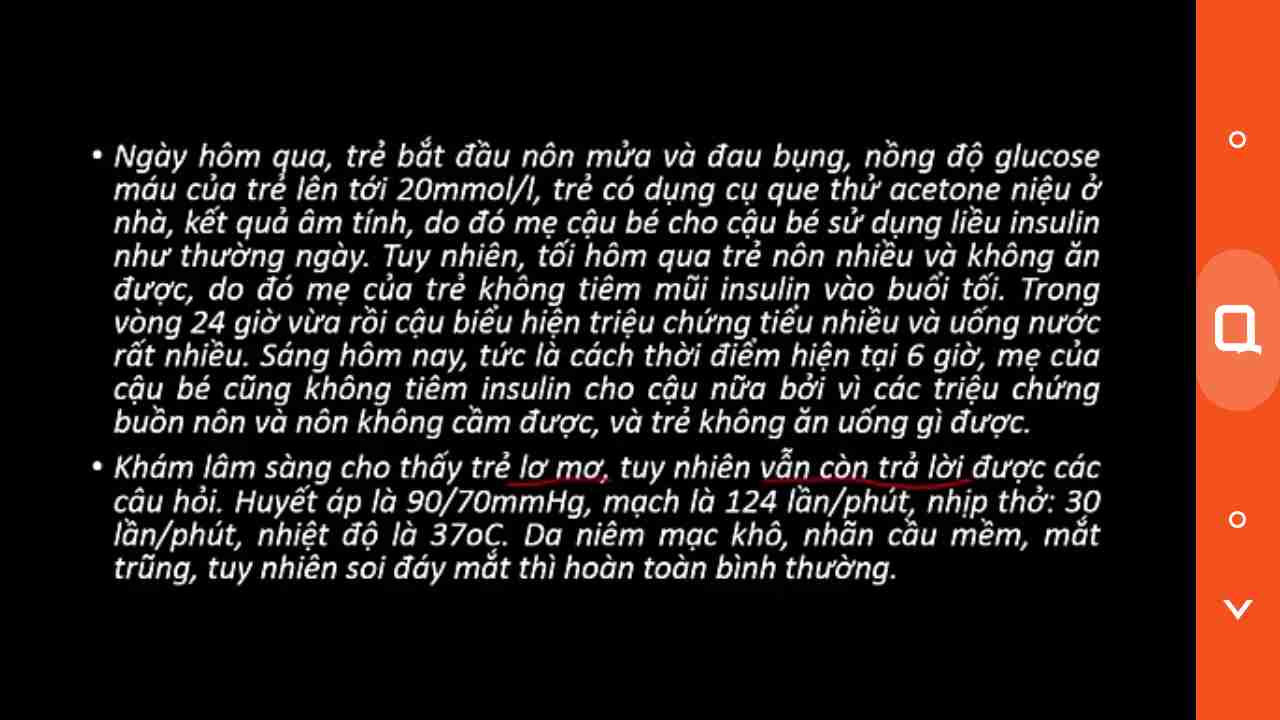 • Ngày hôm qua, trẻ bắt đầu nôn mửa và đau bụng, nồng độ glucose
máu của trẻ lên tới 20mmol/l, trẻ có dụng cụ que thử acetone niệu ở
nhà, kết quả âm tính, do đó mẹ cậu bé cho cậu bé sử dụng liều insulin
như thường ngày. Tuy nhiên, tối hôm qua trẻ nôn nhiều và không ăn
được, do đó mẹ của trẻ không tiêm mũi insulin vào buổi tối. Trong
vòng 24 giờ vừa rồi cậu biểu hiện triệu chứng tiểu nhiều và uống nước
rất nhiều. Sáng hôm nay, tức là cách thời điểm hiện tại 6 giờ, mẹ của
cậu bé cũng không tiêm insulin cho cậu nữa bởi vì các triệu chứng
buồn nôn và nôn không cầm được, và trẻ không ăn uống gì được.
• Khám lâm sàng cho thấy trẻ lơ mơ, tuy nhiên vẫn còn trả lời được các
câu hỏi. Huyết áp là 90/70mmHg, mạch là 124 lần/phút, nhịp thở: 30
lần/phút, nhiệt độ là 37oC. Da niêm mạc khô, nhãn cầu mềm, mắt
trũng, tuy nhiên soi đáy mắt thì hoàn toàn bình thường.